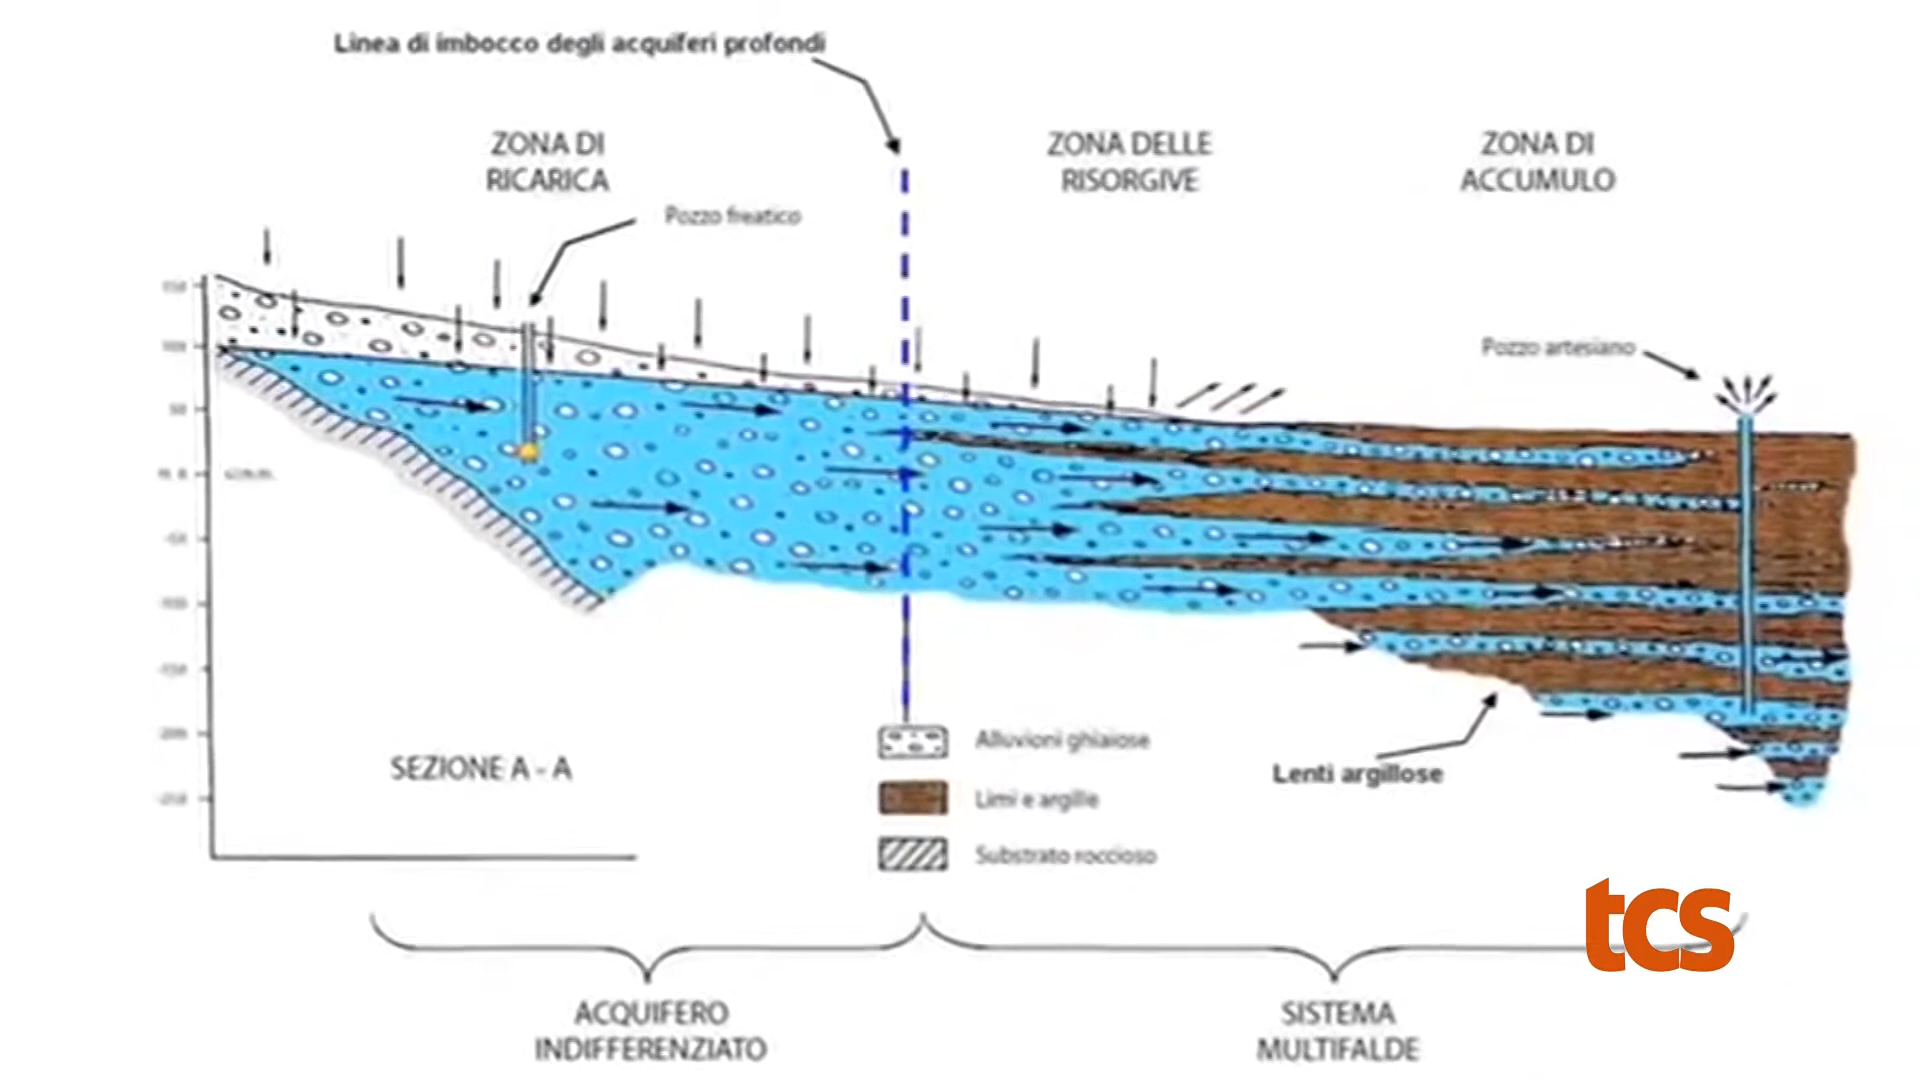 Linea di imbocco degli acquiferi profondi
ZONA DI
RICARICA
ZONA DELLE
RISORGIVE
ZONA DI
ACCUMULO
Pozzo freatico
Pozzo artesiano
SEZIONE A - A
Alluvioni ghiaiose
Limi e argille
Substrato roccioso
Lenti argillose
tcs
ACQUIFERO
INDIFFERENZIATO
SISTEMA
MULTIFALDE